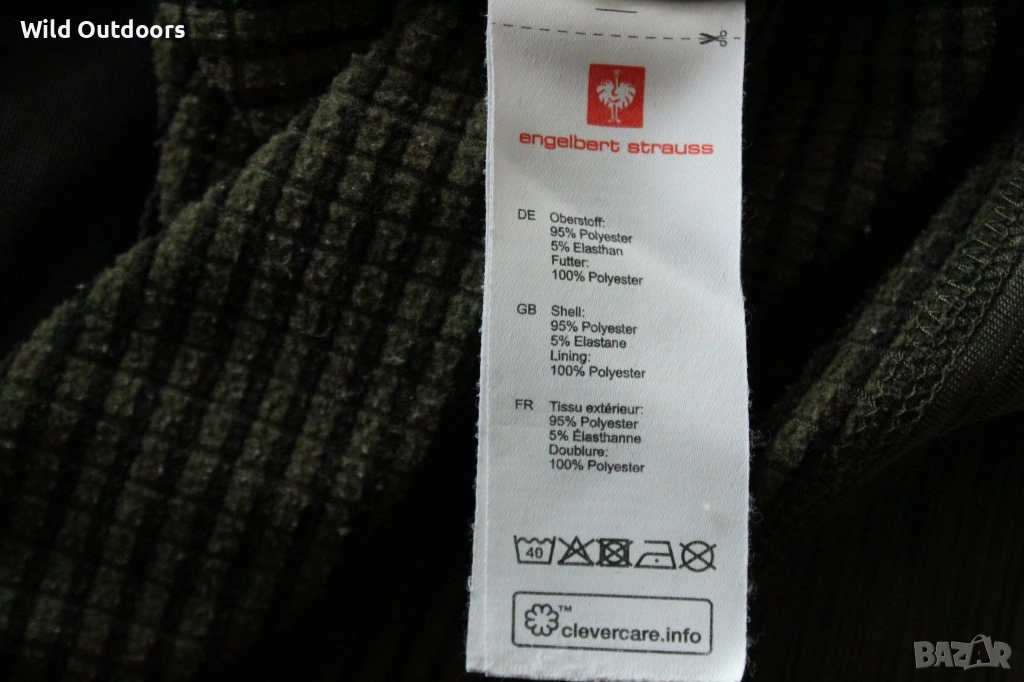 Wild Outdoors
engelbert strauss
DE Oberstoff:
95% Polyester
5% Elasthan
Futter:
100% Polyester
GB Shell:
95% Polyester
5% Elastane
Lining:
100% Polyester
FR Tissu extérieur:
95% Polyester
5% Élasthanne
Doublure:
100% Polyester
40
™
clevercare.info
BAZAR